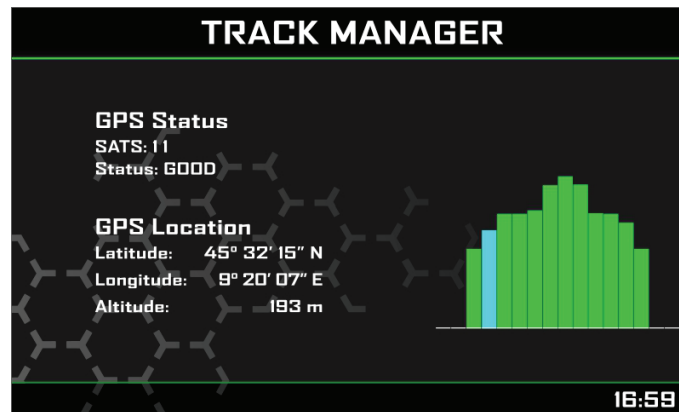 TRACK MANAGER
GPS Status
SATS: 11
Status: GOOD
GPS Location
Latitude: 45° 32' 15" N
Longitude: 9° 20' 07" E
Altitude: 193 m
16:59